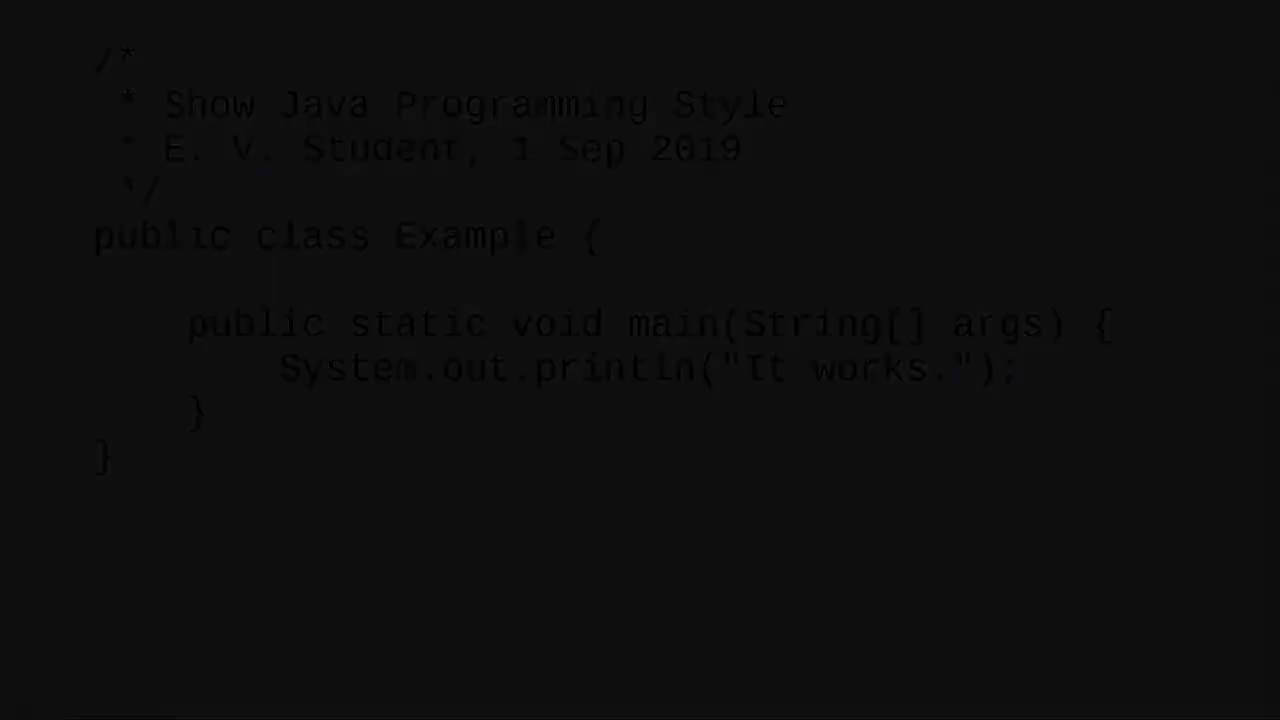 /*
 * Show Java Programming Style
 * E. V. Student, 1 Sep 2019
 */
public class Example {
    public static void main(String[] args) {
        System.out.println("It works.");
    }
}